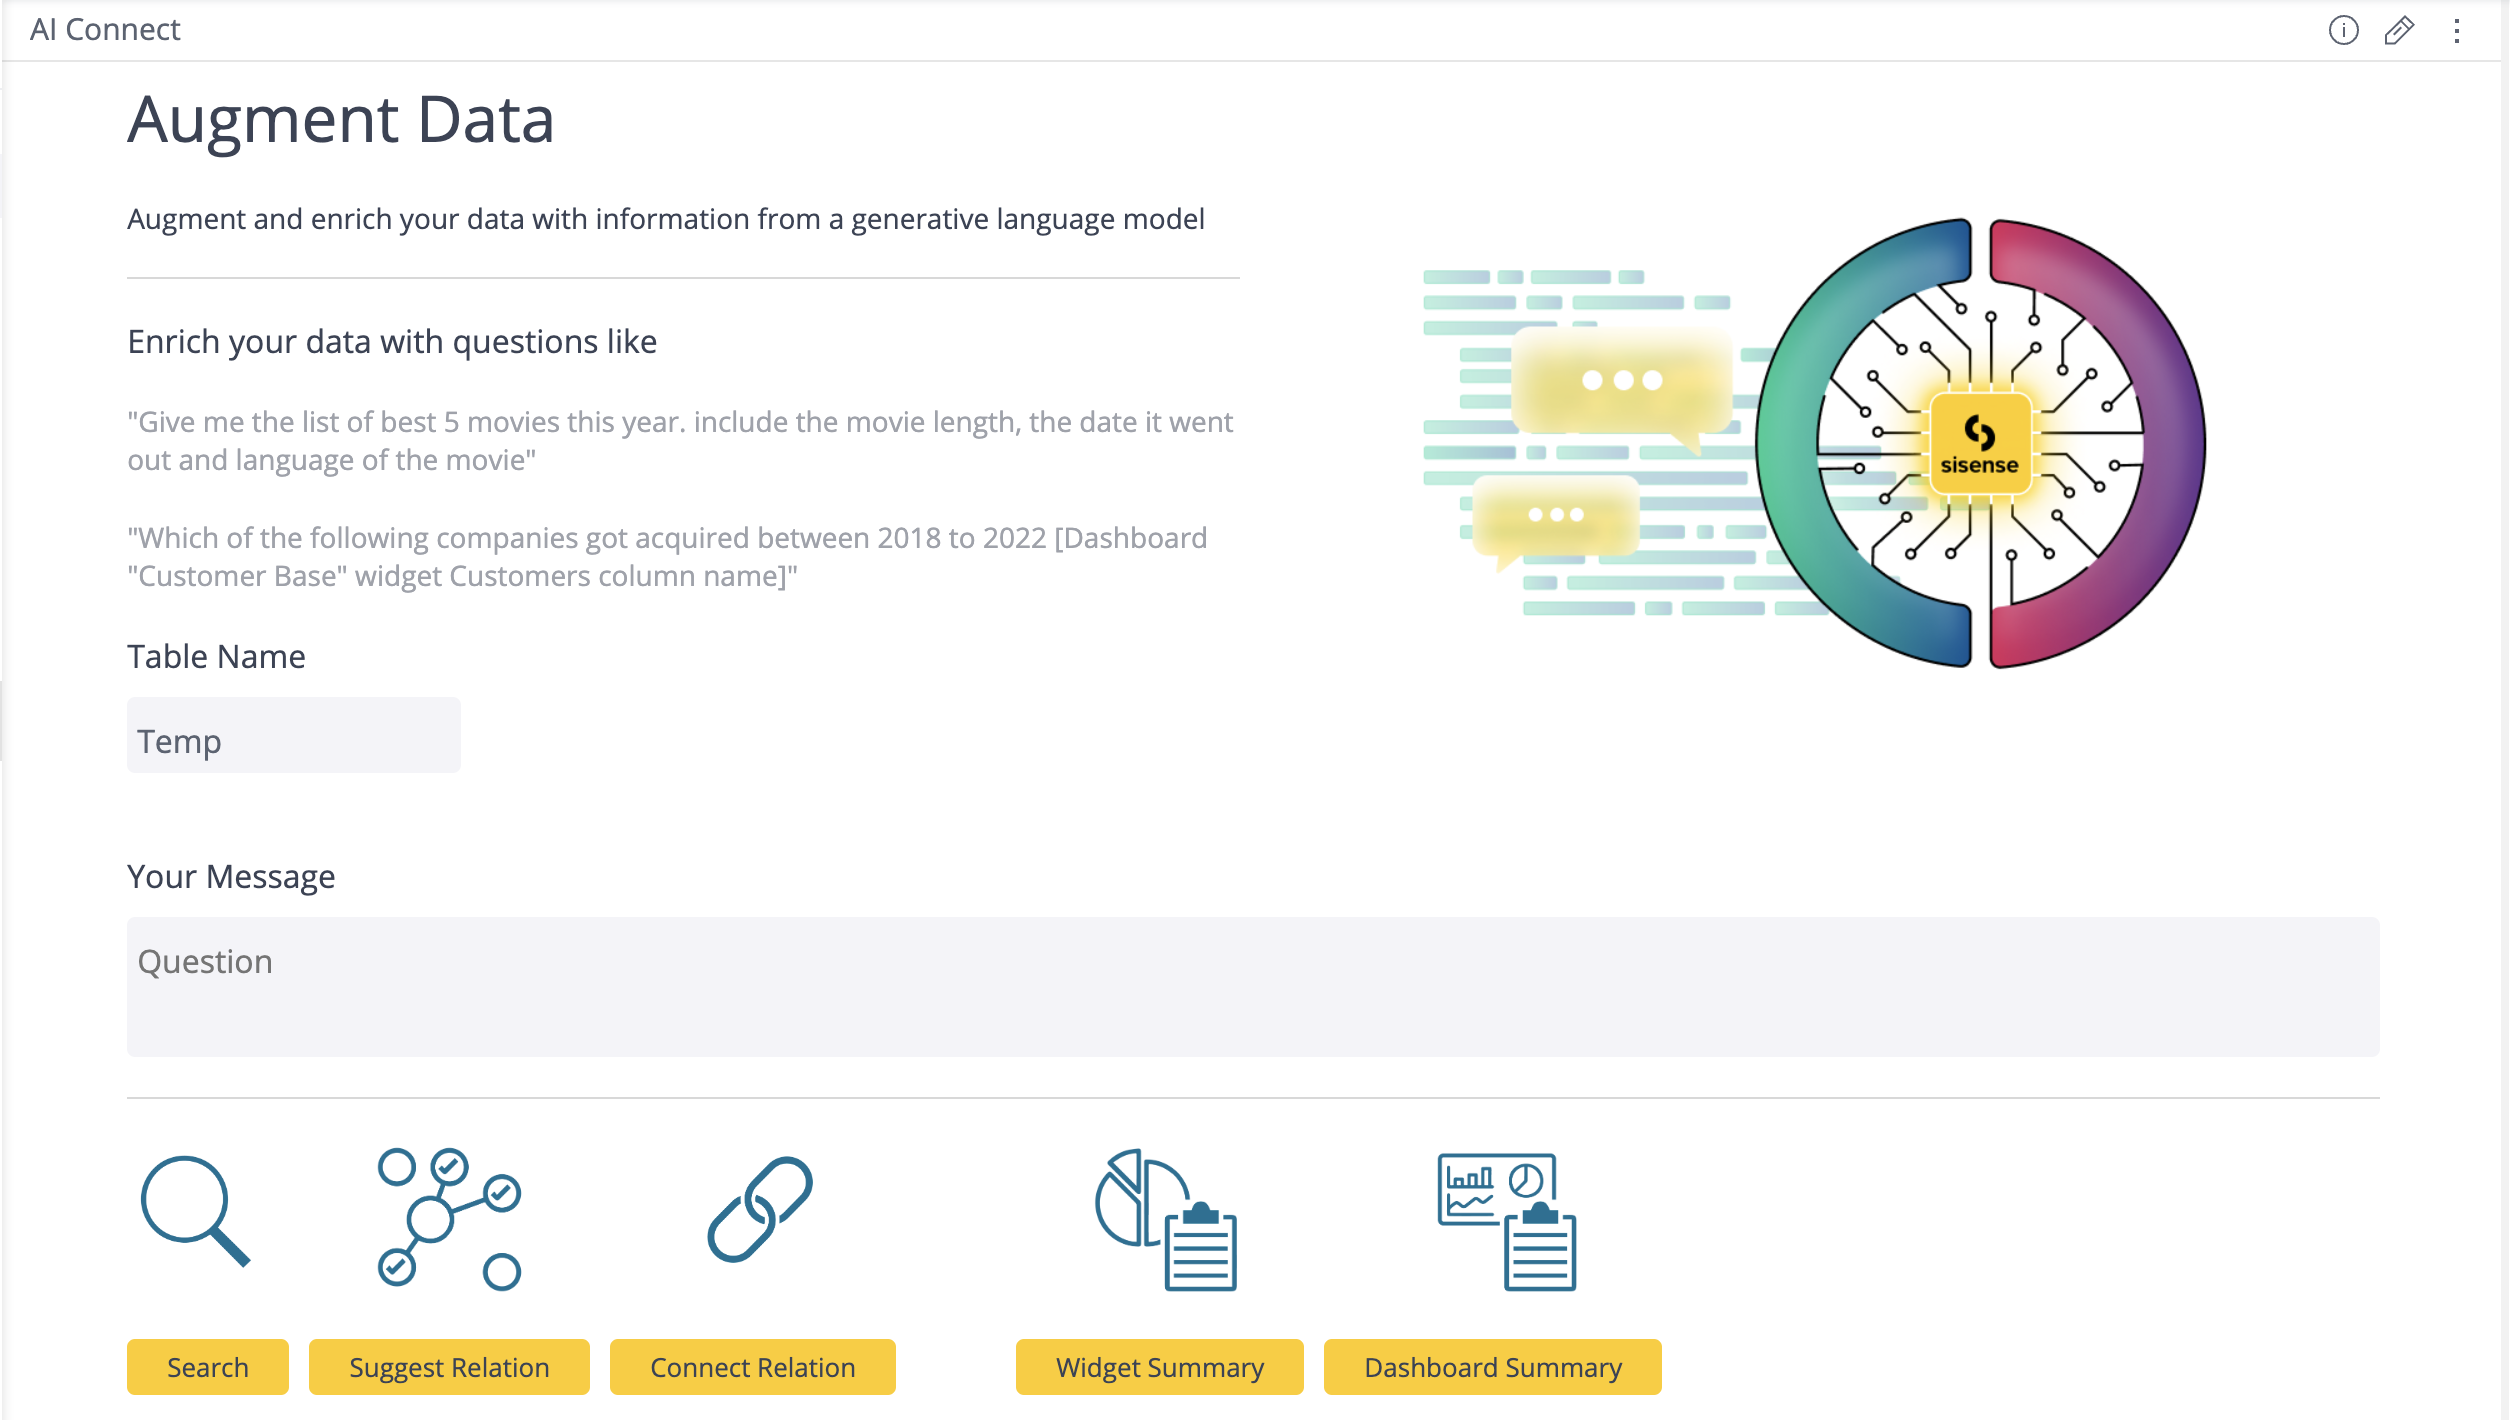 AI Connect
Augment Data
Augment and enrich your data with information from a generative language model
Enrich your data with questions like
"Give me the list of best 5 movies this year. include the movie length, the date it went
out and language of the movie"
"Which of the following companies got acquired between 2018 to 2022 [Dashboard
"Customer Base" widget Customers column name]"
sisense
Table Name
Temp
Your Message
Question
Search
Suggest Relation
Connect Relation
Widget Summary
Dashboard Summary